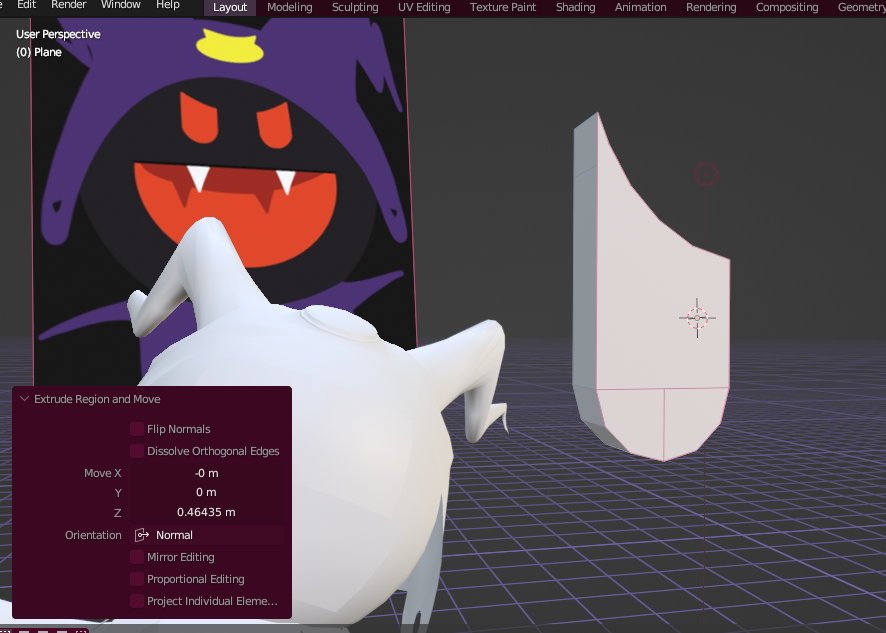 Edit Render Window Help Layout Modeling Sculpting UV Editing Texture Paint Shading Animation Rendering Compositing
User Perspective
(0) Plane
Extrude Region and Move
Flip Normals
Dissolve Orthogonal Edges
Move X -0 m
Y 0 m
Z 0.46435 m
Orientation Normal
Mirror Editing
Proportional Editing
Project Individual Eleme...